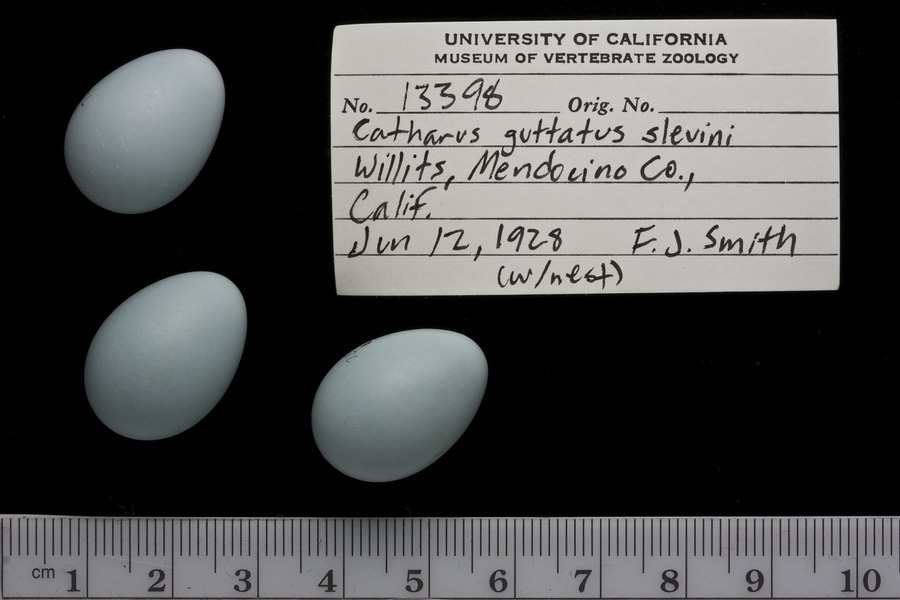 UNIVERSITY OF CALIFORNIA
MUSEUM OF VERTEBRATE ZOOLOGY
No. 13398 Orig. No.
Catharus guttatus slevini
Willits, Mendocino Co.,
Calif.
Jun 12, 1928 F. J. Smith
(w/nest)
cm 1 2 3 4 5 6 7 8 9 10